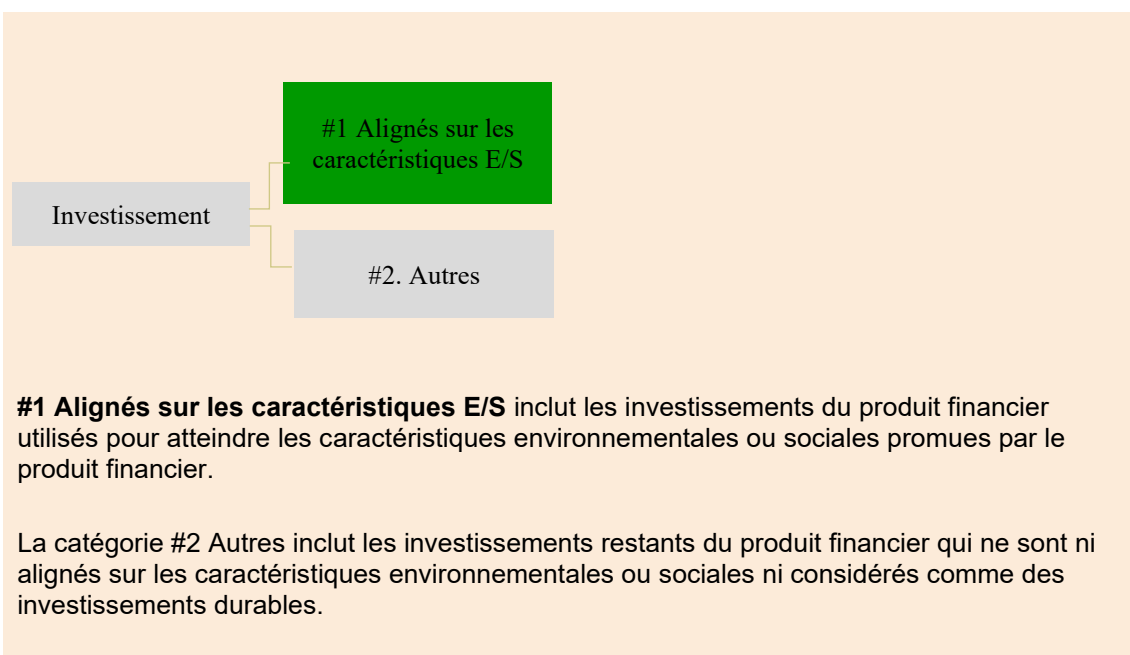 #1 Alignés sur les
caractéristiques E/S
Investissement
#2. Autres
#1 Alignés sur les caractéristiques E/S inclut les investissements du produit financier
utilisés pour atteindre les caractéristiques environnementales ou sociales promues par le
produit financier.
La catégorie #2 Autres inclut les investissements restants du produit financier qui ne sont ni
alignés sur les caractéristiques environnementales ou sociales ni considérés comme des
investissements durables.